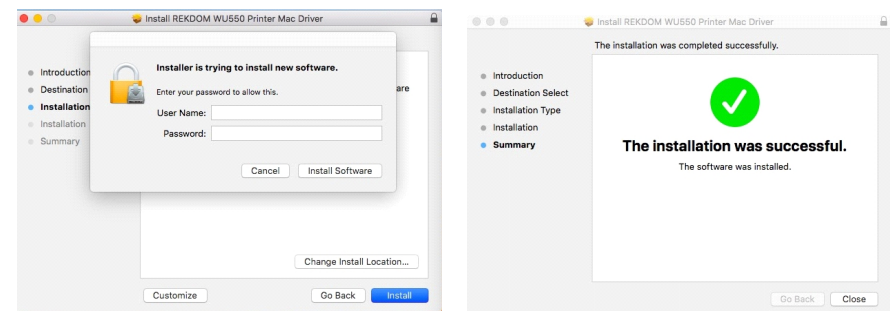 Install REKDOM WU550 Printer Mac Driver
Installer is trying to install new software.
Enter your password to allow this.
User Name:
Password:
Cancel
Install Software
Introduction
Destination
Installation
Installation
Summary
are
Change Install Location...
Customize
Go Back
Install
Install REKDOM WU550 Printer Mac Driver
The installation was completed successfully.
Introduction
Destination Select
Installation Type
Installation
Summary
The installation was successful.
The software was installed.
Go Back
Close